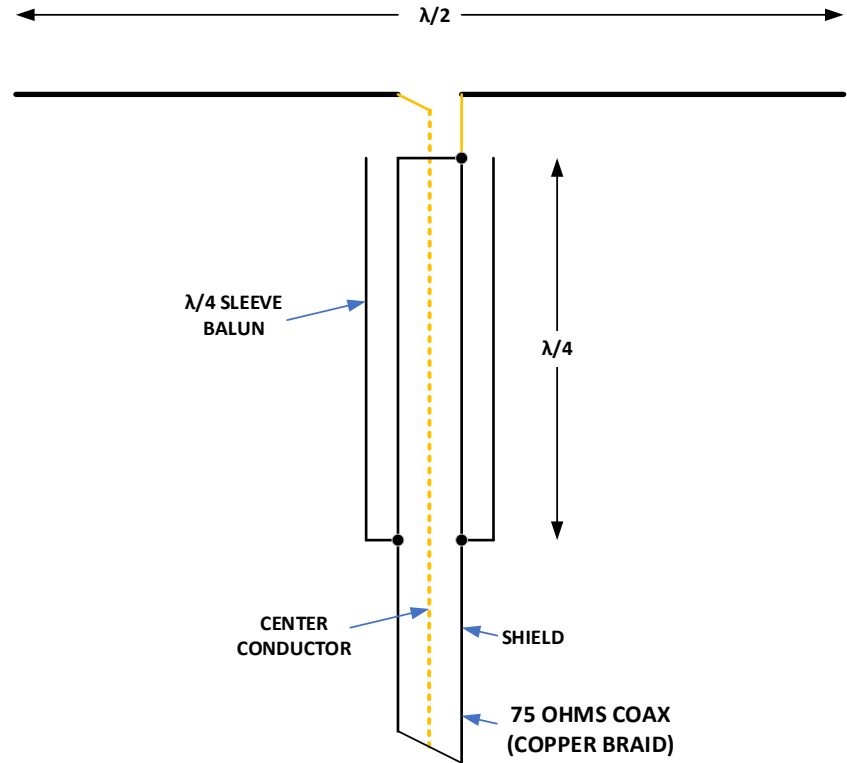 λ/2
λ/4 SLEEVE
BALUN
λ/4
CENTER
CONDUCTOR
SHIELD
75 OHMS COAX
(COPPER BRAID)